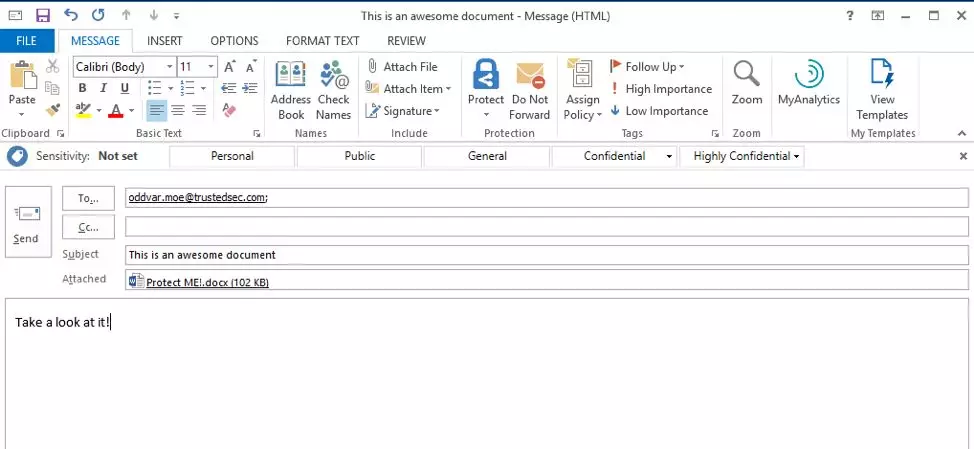 This is an awesome document - Message (HTML)
?
FILE MESSAGE INSERT OPTIONS FORMAT TEXT REVIEW
Paste
Calibri (Body) 11 A A
B I U
A
Address Book
Check Names
Attach File
Attach Item
Signature
Protect
Do Not Forward
Assign Policy
Follow Up
! High Importance
Low Importance
Zoom
MyAnalytics
View Templates
Clipboard Basic Text Names Include Protection Tags Zoom My Templates
Sensitivity: Not set Personal Public General Confidential Highly Confidential
Send
To... oddvar.moe@trustedsec.com;
Cc...
Subject This is an awesome document
Attached Protect ME!.docx (102 KB)
Take a look at it!